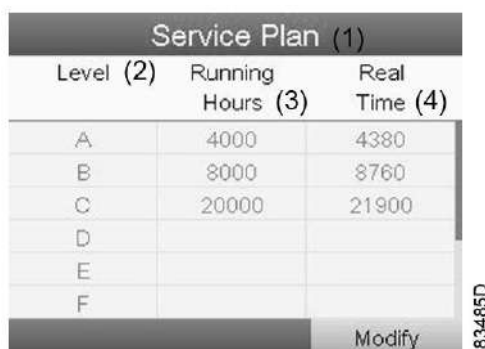 Service Plan (1)
Level (2) Running Hours (3) Real Time (4)
A 4000 4380
B 8000 8760
C 20000 21900
D
E
F
Modify
83485D